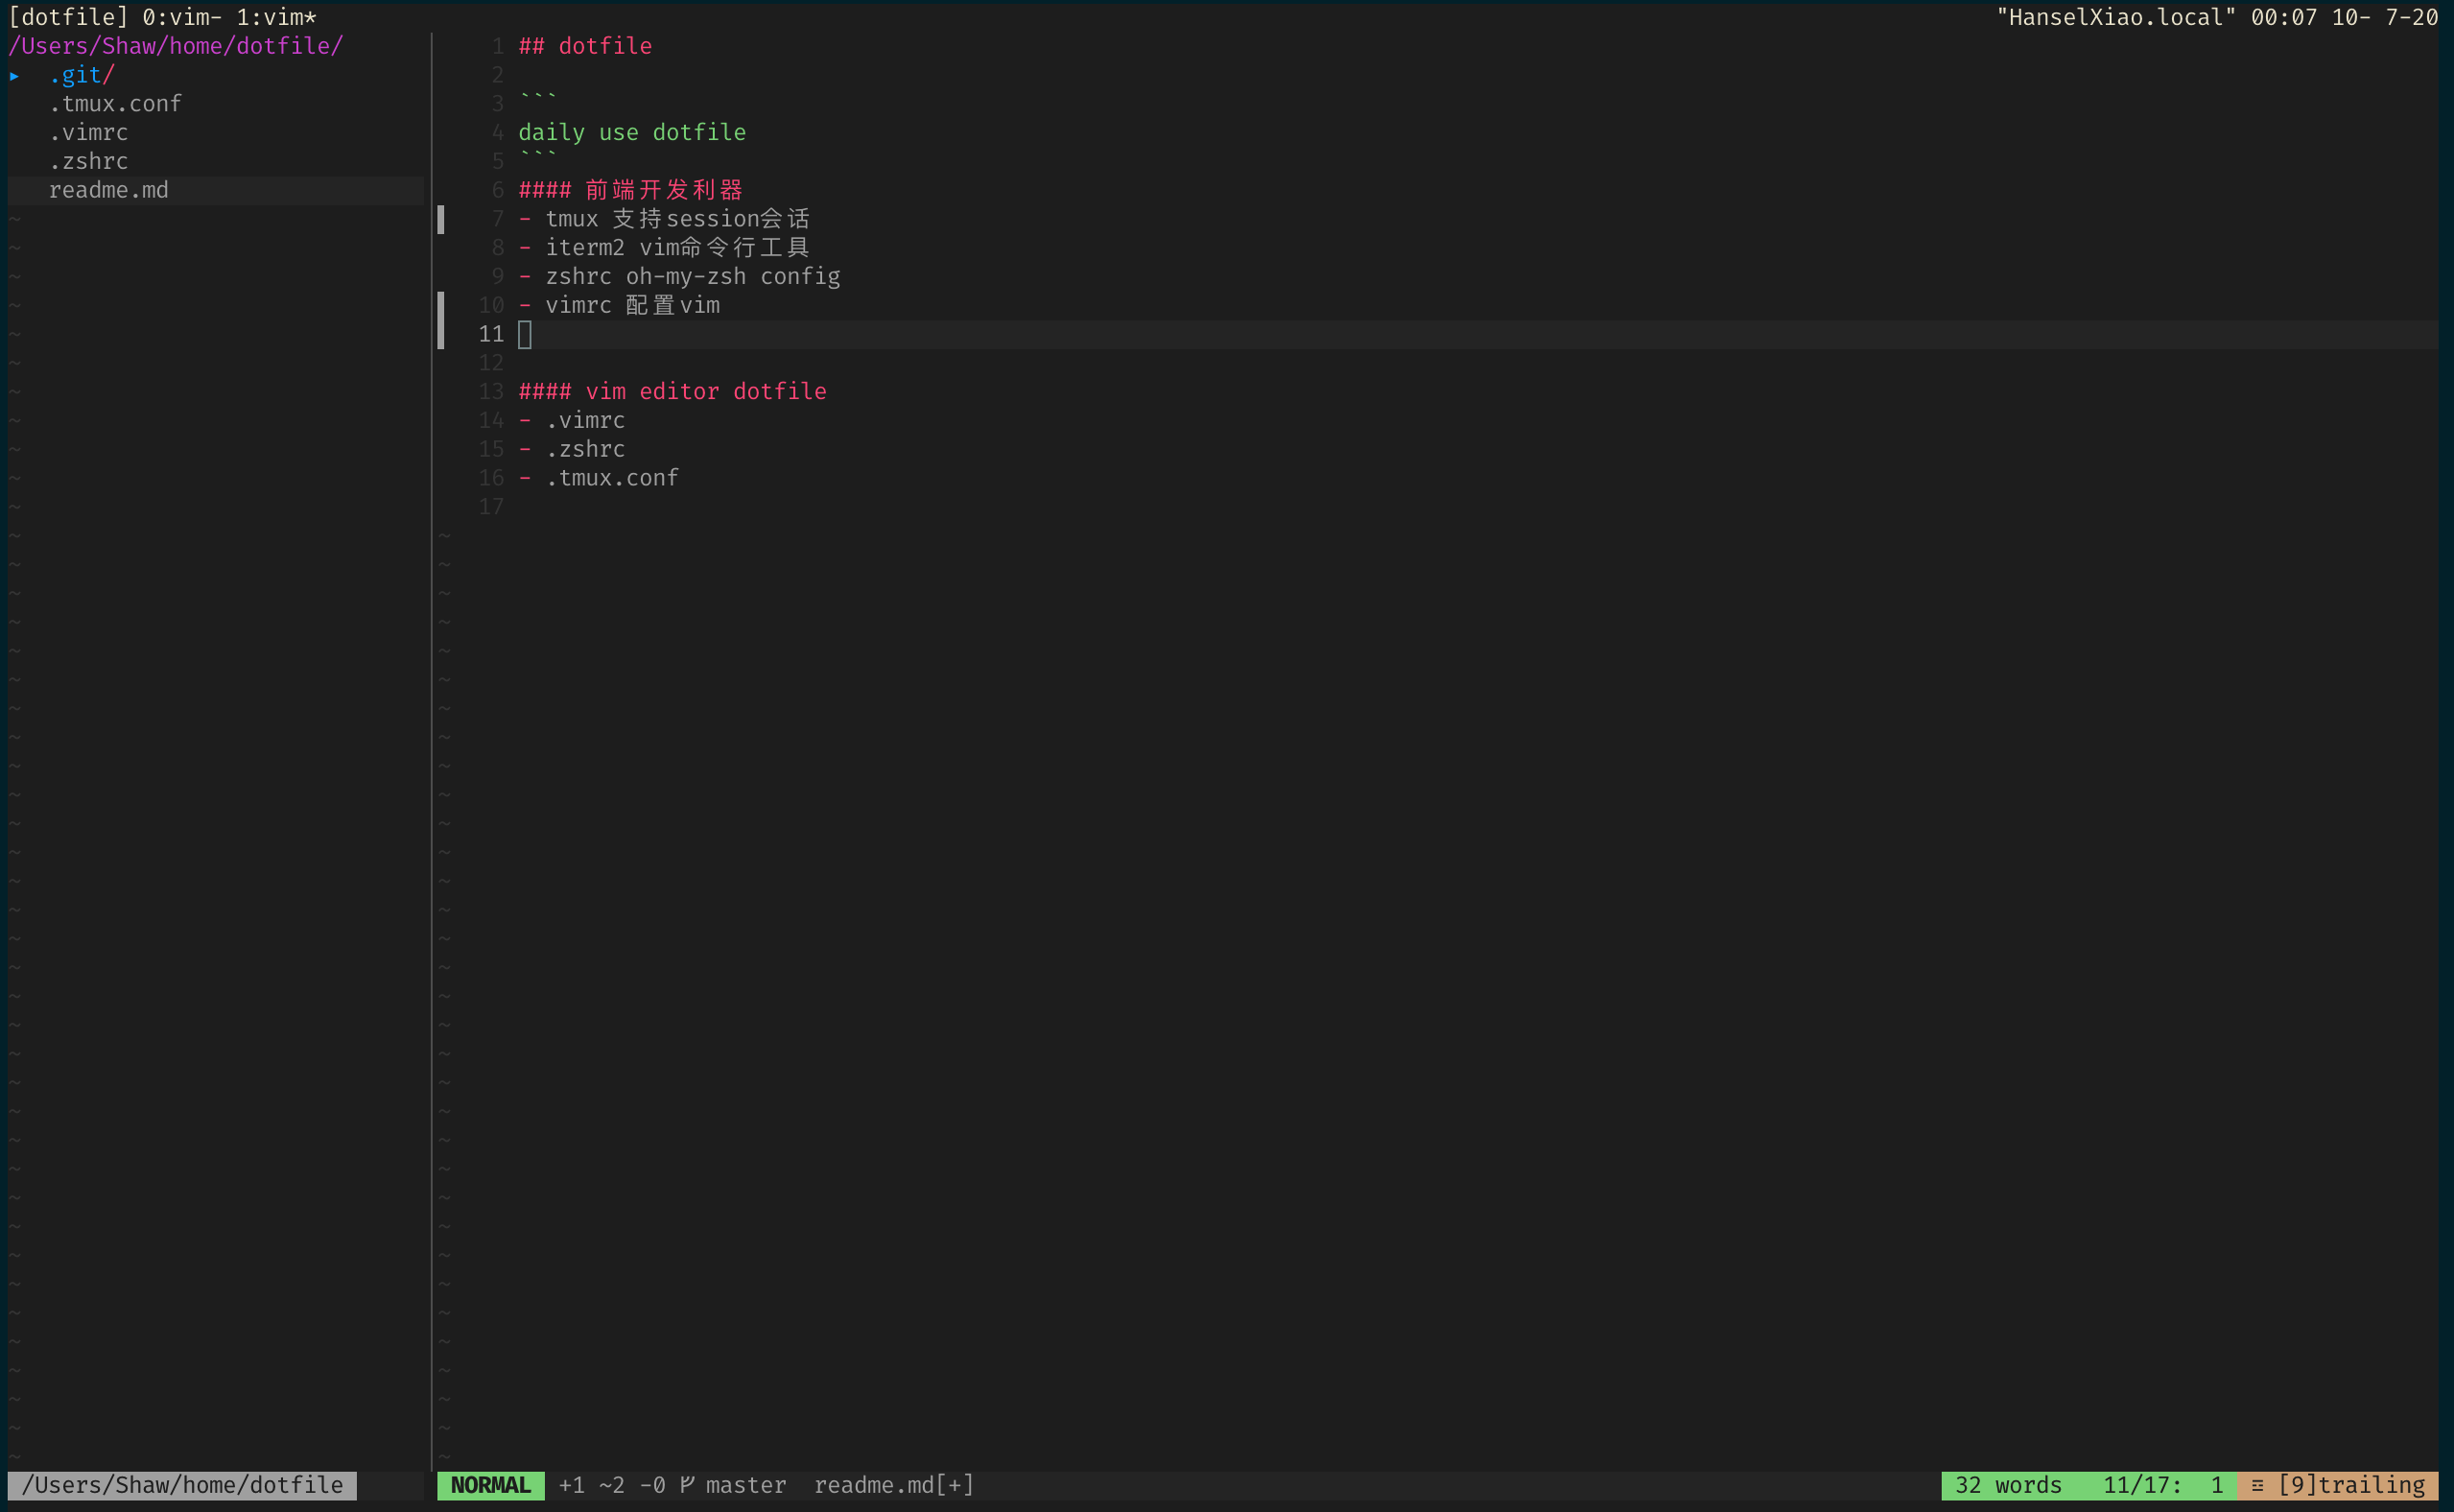 [dotfile] 0:vim- 1:vim*
"HanselXiao.local" 00:07 10- 7-20
/Users/Shaw/home/dotfile/
▸ .git/
.tmux.conf
.vimrc
.zshrc
readme.md
1 ## dotfile
2
3 ```
4 daily use dotfile
5 ```
6 #### 前端开发利器
7 - tmux 支持session会话
8 - iterm2 vim命令行工具
9 - zshrc oh-my-zsh config
10 - vimrc 配置vim
11
12
13 #### vim editor dotfile
14 - .vimrc
15 - .zshrc
16 - .tmux.conf
17
/Users/Shaw/home/dotfile
NORMAL +1 ~2 -0 master readme.md[+]
32 words 11/17: 1 ☲ [9]trailing